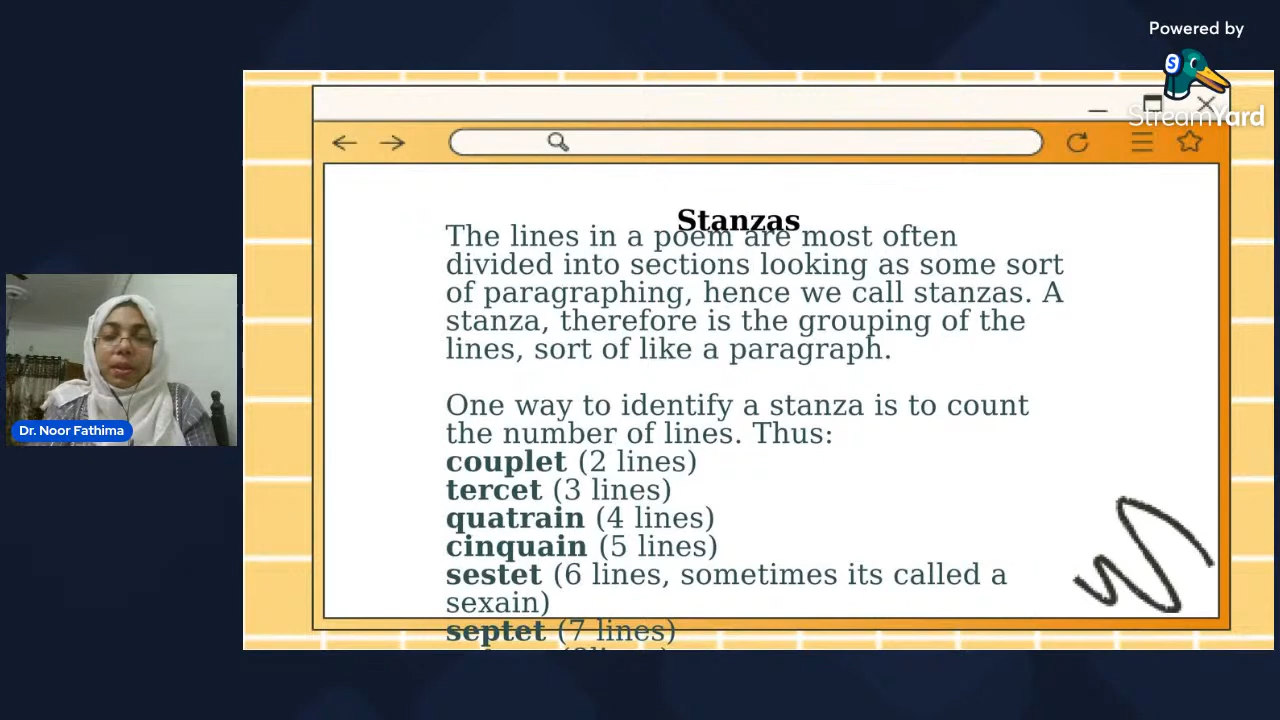 Powered by
StreamYard
Stanzas
The lines in a poem are most often
divided into sections looking as some sort
of paragraphing, hence we call stanzas. A
stanza, therefore is the grouping of the
lines, sort of like a paragraph.
One way to identify a stanza is to count
the number of lines. Thus:
couplet (2 lines)
tercet (3 lines)
quatrain (4 lines)
cinquain (5 lines)
sestet (6 lines, sometimes its called a
sexain)
septet (7 lines)
Dr. Noor Fathima